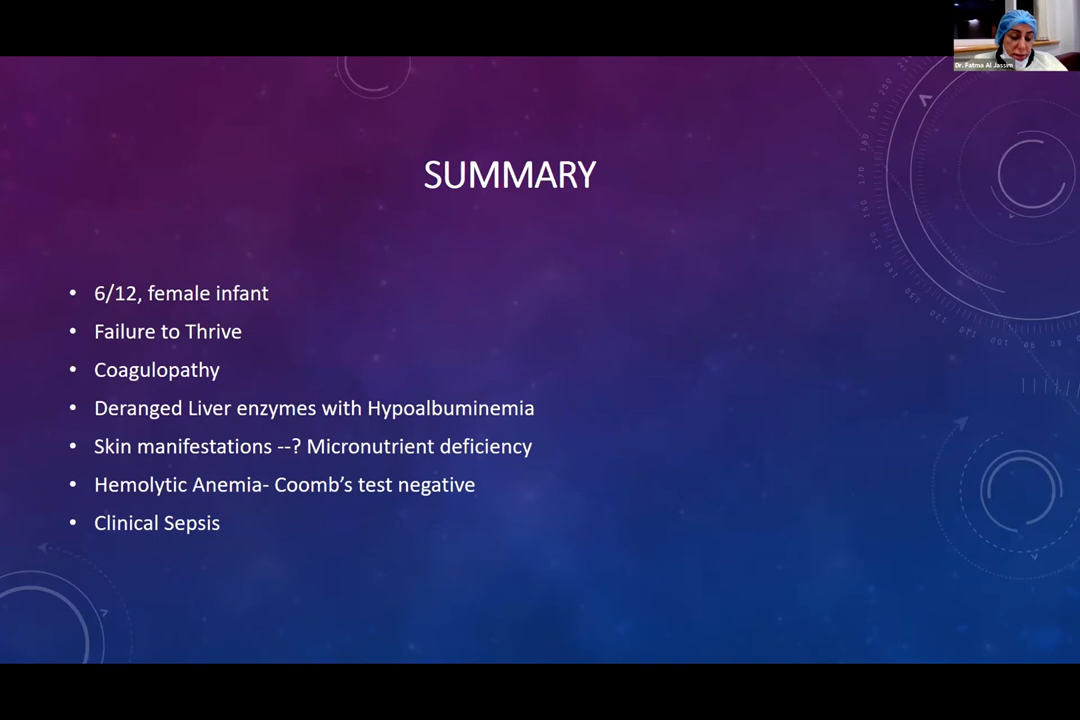 Dr. Fatma Al Jassim
SUMMARY
• 6/12, female infant
• Failure to Thrive
• Coagulopathy
• Deranged Liver enzymes with Hypoalbuminemia
• Skin manifestations --? Micronutrient deficiency
• Hemolytic Anemia- Coomb’s test negative
• Clinical Sepsis